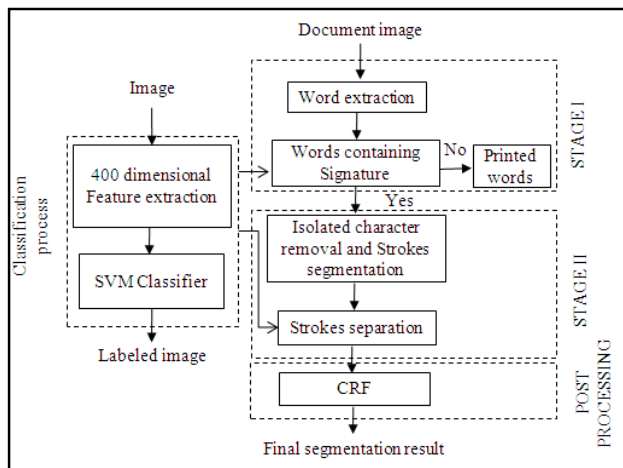 Document image
Image
Word extraction
400 dimensional
Feature extraction
Words containing
Signature
No
Printed
words
STAGE I
Yes
Classification
process
SVM Classifier
Labeled image
Isolated character
removal and Strokes
segmentation
Strokes separation
STAGE II
CRF
POST
PROCESSING
Final segmentation result